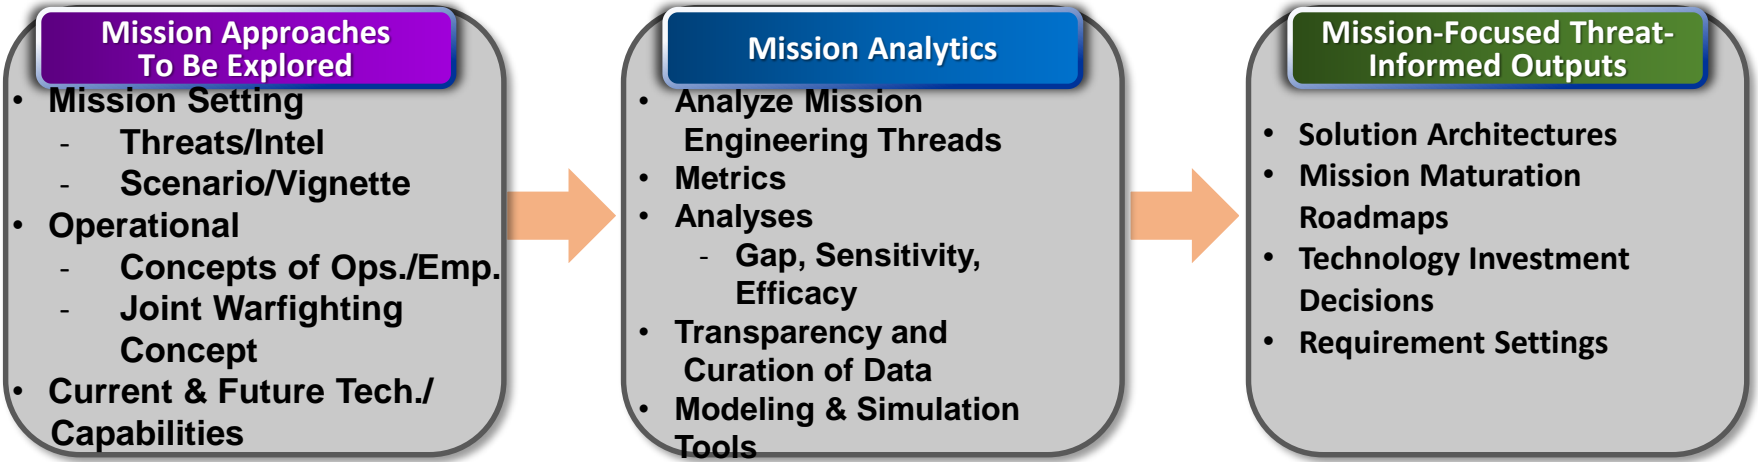 Mission Approaches
To Be Explored
• Mission Setting
- Threats/Intel
- Scenario/Vignette
• Operational
- Concepts of Ops./Emp.
- Joint Warfighting
Concept
• Current & Future Tech./
Capabilities
Mission Analytics
• Analyze Mission
Engineering Threads
• Metrics
• Analyses
- Gap, Sensitivity,
Efficacy
• Transparency and
Curation of Data
• Modeling & Simulation
Tools
Mission-Focused Threat-
Informed Outputs
• Solution Architectures
• Mission Maturation
Roadmaps
• Technology Investment
Decisions
• Requirement Settings